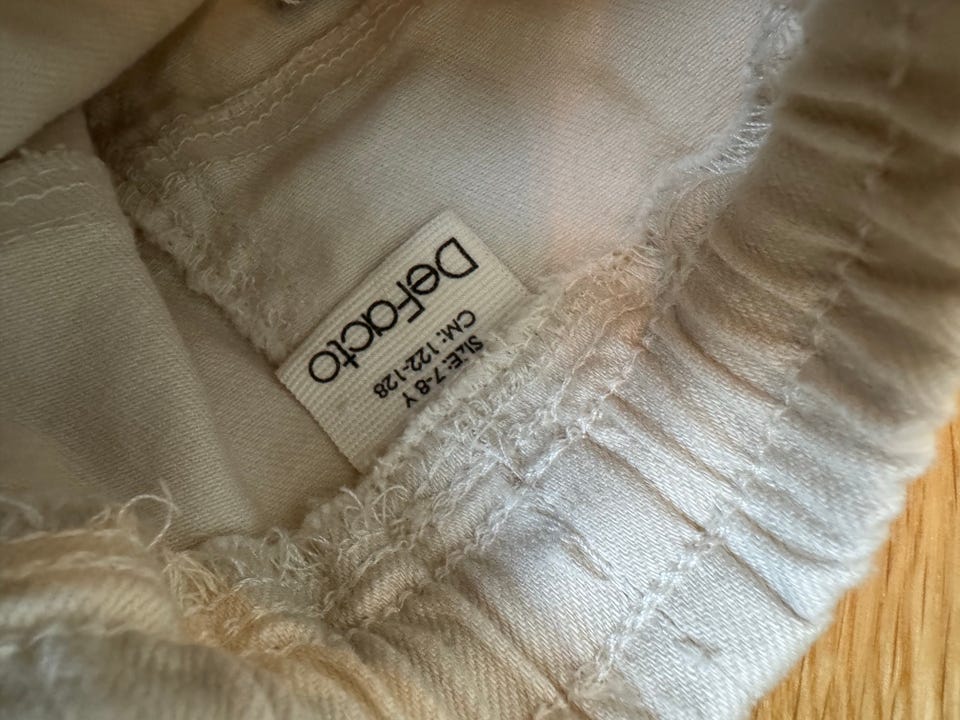 DeFacto
CM: 122-128
SIZE: 7-8 Y